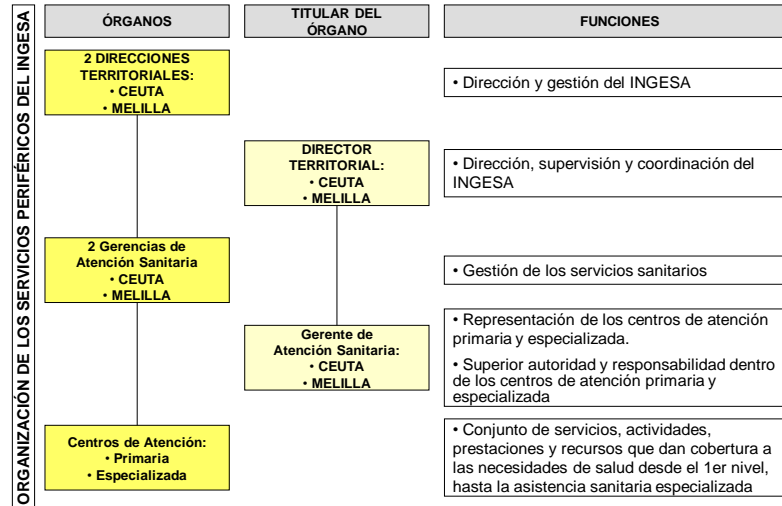 ORGANIZACIÓN DE LOS SERVICIOS PERIFÉRICOS DEL INGESA
ÓRGANOS
TITULAR DEL
ÓRGANO
FUNCIONES
2 DIRECCIONES
TERRITORIALES:
• CEUTA
• MELILLA
• Dirección y gestión del INGESA
DIRECTOR
TERRITORIAL:
• CEUTA
• MELILLA
• Dirección, supervisión y coordinación del
INGESA
2 Gerencias de
Atención Sanitaria
• CEUTA
• MELILLA
• Gestión de los servicios sanitarios
Gerente de
Atención Sanitaria:
• CEUTA
• MELILLA
• Representación de los centros de atención
primaria y especializada.
• Superior autoridad y responsabilidad dentro
de los centros de atención primaria y
especializada
Centros de Atención:
• Primaria
• Especializada
• Conjunto de servicios, actividades,
prestaciones y recursos que dan cobertura a
las necesidades de salud desde el 1er nivel,
hasta la asistencia sanitaria especializada